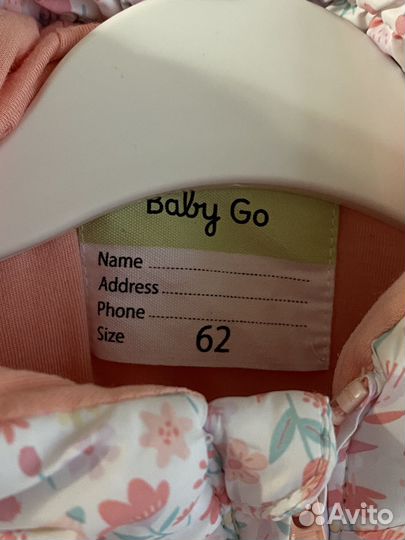 Baby Go
Name ..........................
Address ......................
Phone .........................
Size 62
Avito